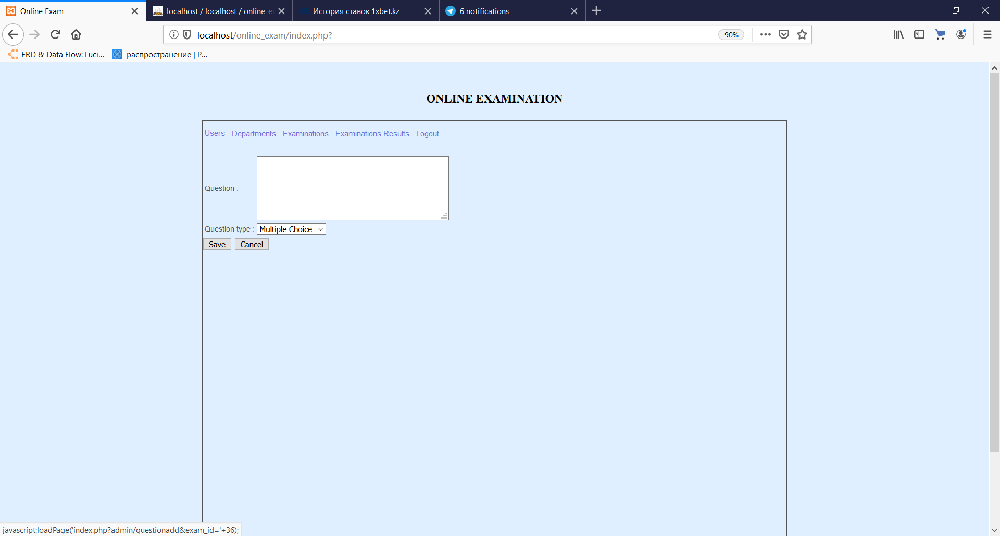 Online Exam
localhost / localhost / online_e
История ставок 1xbet.kz
6 notifications
localhost/online_exam/index.php?
90%
ERD & Data Flow: Luci...
распространение | Р...
ONLINE EXAMINATION
Users Departments Examinations Examinations Results Logout
Question :
Question type : Multiple Choice
Save Cancel
javascript:loadPage('index.php?admin/questionadd&exam_id='+36);